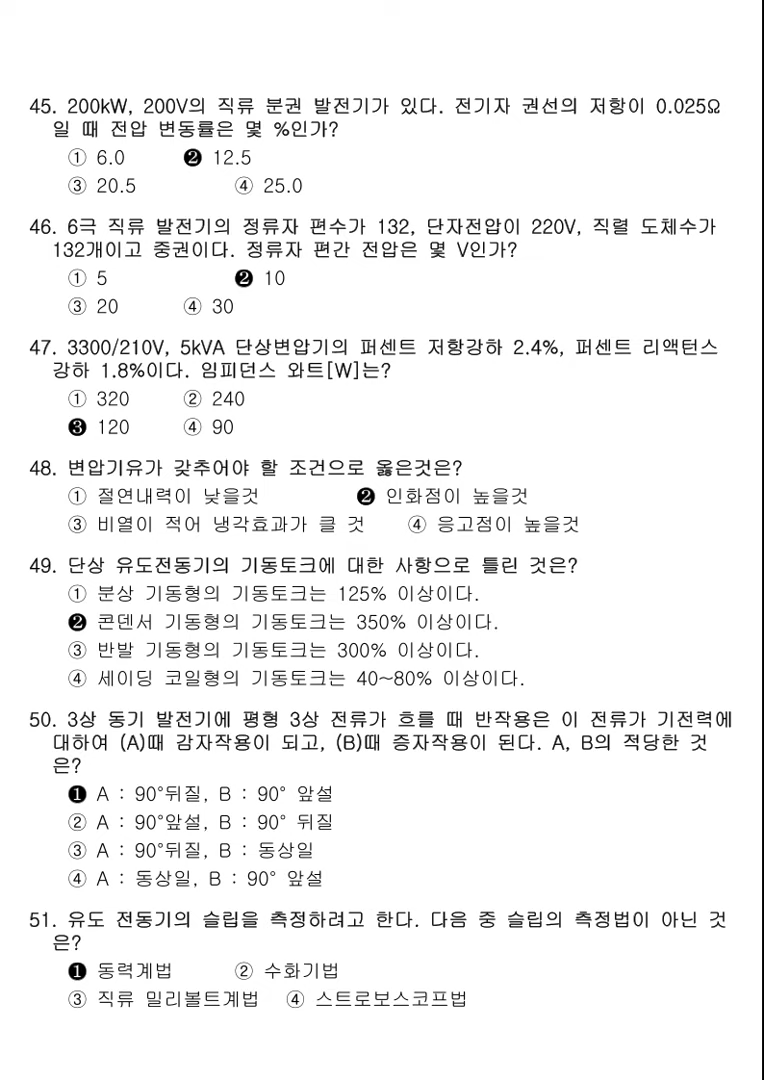 45. 200kW, 200V의 직류 분권 발전기가 있다. 전기자 권선의 저항이 0.025Ω
일 때 전압 변동률은 몇 %인가?
① 6.0 ❷ 12.5
③ 20.5 ④ 25.0
46. 6극 직류 발전기의 정류자 편수가 132, 단자전압이 220V, 직렬 도체수가
132개이고 중권이다. 정류자 편간 전압은 몇 V인가?
① 5 ❷ 10
③ 20 ④ 30
47. 3300/210V, 5kVA 단상변압기의 퍼센트 저항강하 2.4%, 퍼센트 리액턴스
강하 1.8%이다. 임피던스 와트[W]는?
① 320 ② 240
❸ 120 ④ 90
48. 변압기유가 갖추어야 할 조건으로 옳은것은?
① 절연내력이 낮을것 ❷ 인화점이 높을것
③ 비열이 적어 냉각효과가 클 것 ④ 응고점이 높을것
49. 단상 유도전동기의 기동토크에 대한 사항으로 틀린 것은?
① 분상 기동형의 기동토크는 125% 이상이다.
❷ 콘덴서 기동형의 기동토크는 350% 이상이다.
③ 반발 기동형의 기동토크는 300% 이상이다.
④ 세이딩 코일형의 기동토크는 40~80% 이상이다.
50. 3상 동기 발전기에 평형 3상 전류가 흐를 때 반작용은 이 전류가 기전력에
대하여 (A)때 감자작용이 되고, (B)때 증자작용이 된다. A, B의 적당한 것
은?
❶ A : 90°뒤질, B : 90° 앞설
② A : 90°앞설, B : 90° 뒤질
③ A : 90°뒤질, B : 동상일
④ A : 동상일, B : 90° 앞설
51. 유도 전동기의 슬립을 측정하려고 한다. 다음 중 슬립의 측정법이 아닌 것
은?
❶ 동력계법 ② 수화기법
③ 직류 밀리볼트계법 ④ 스트로보스코프법